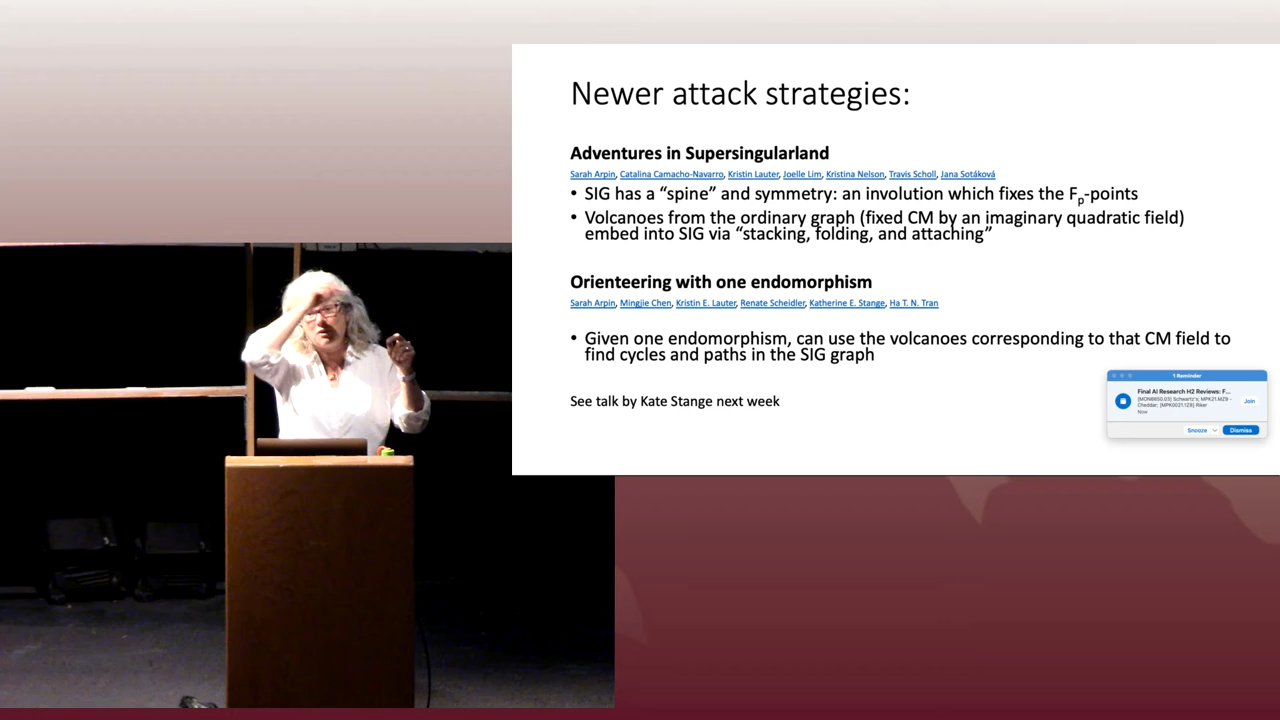 Newer attack strategies:
Adventures in Supersingularland
Sarah Arpin, Catalina Camacho-Navarro, Kristin Lauter, Joelle Lim, Kristina Nelson, Travis Scholl, Jana Sotáková
• SIG has a “spine” and symmetry: an involution which fixes the Fp-points
• Volcanoes from the ordinary graph (fixed CM by an imaginary quadratic field)
embed into SIG via “stacking, folding, and attaching”
Orienteering with one endomorphism
Sarah Arpin, Mingjie Chen, Kristin E. Lauter, Renate Scheidler, Katherine E. Stange, Ha T. N. Tran
• Given one endomorphism, can use the volcanoes corresponding to that CM field to
find cycles and paths in the SIG graph
See talk by Kate Stange next week
1 Reminder
Final AI Research H2 Reviews: F...
Schwartz's; MPK21.MZ9 -
Cheddar; Riker
Now
Join
Snooze
Dismiss